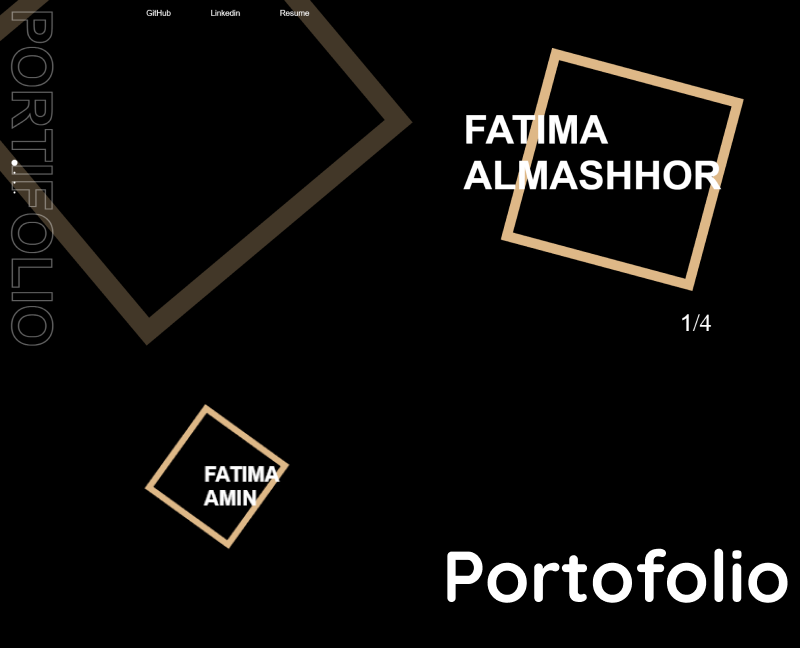 GitHub Linkedin Resume
PORTIFOLIO
FATIMA
ALMASHHOR
1/4
FATIMA
AMIN
Portofolio